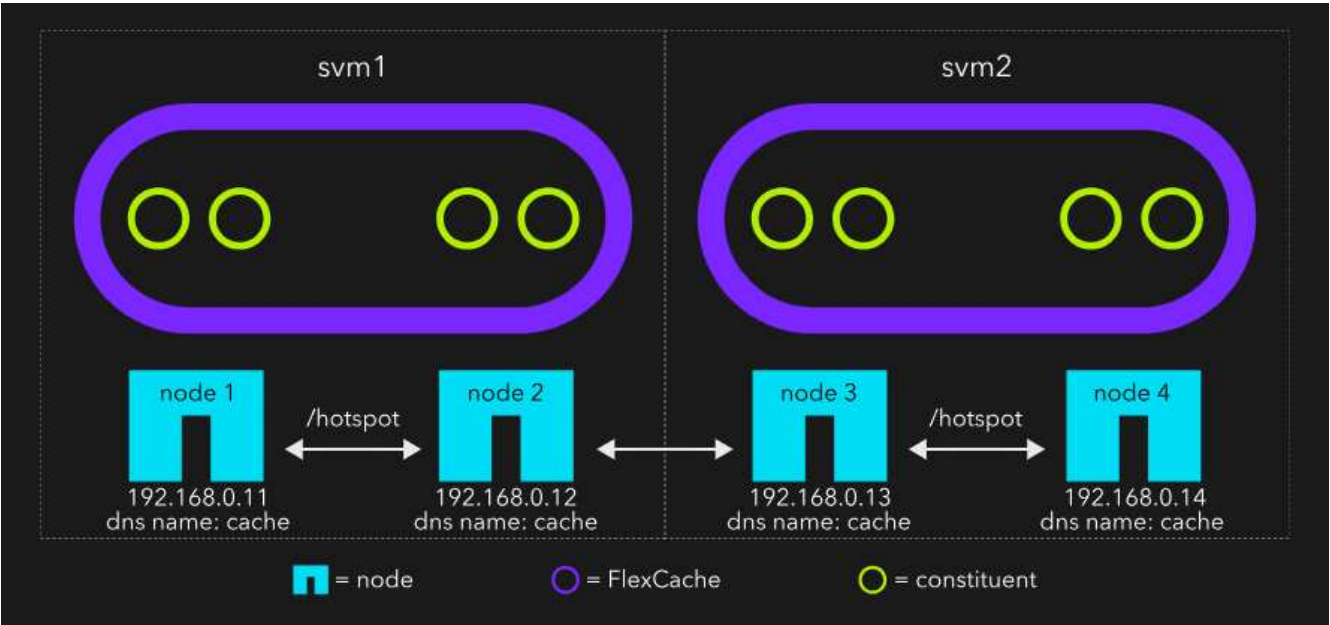 svm1
svm2
node 1
/hotspot
node 2
node 3
/hotspot
node 4
192.168.0.11
dns name: cache
192.168.0.12
dns name: cache
192.168.0.13
dns name: cache
192.168.0.14
dns name: cache
= node
= FlexCache
= constituent